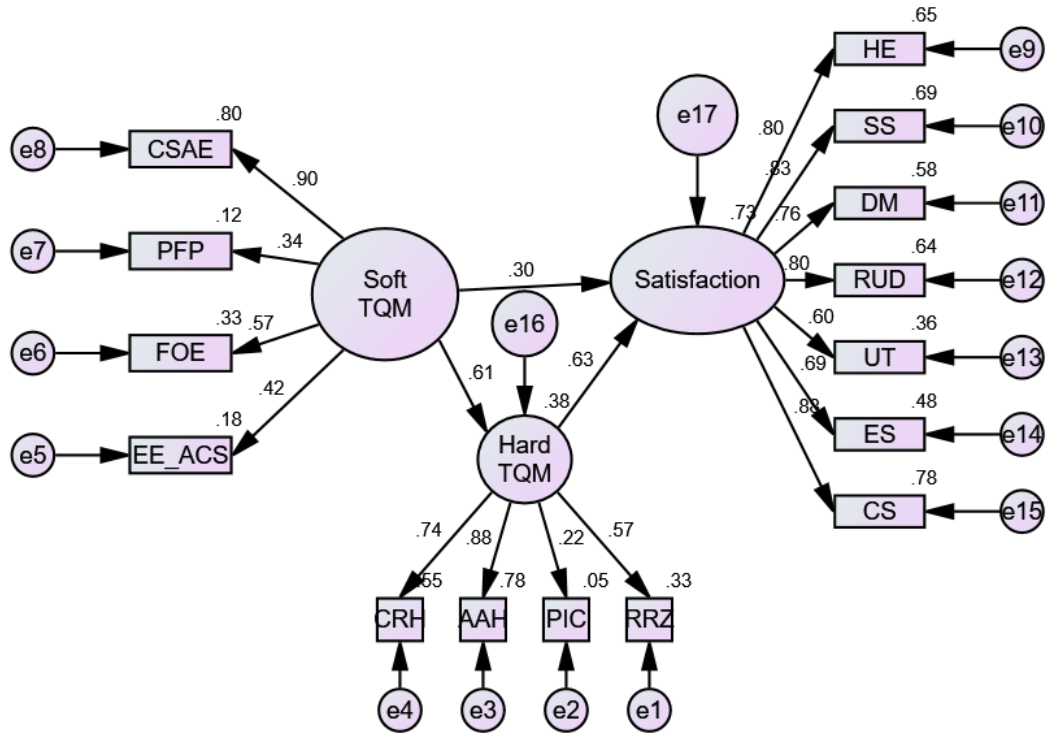 .65
HE
e9
.69
SS
e10
.58
DM
e11
.64
RUD
e12
.36
UT
e13
.48
ES
e14
.78
CS
e15
e17
.73
Satisfaction
.80
.83
.76
.80
.60
.69
.88
.80
e8
CSAE
.90
.12
e7
PFP
.34
.33
e6
FOE
.57
.18
e5
EE_ACS
.42
Soft
TQM
.30
e16
.61
.63
.38
Hard
TQM
.74
.88
.22
.57
.55
.78
.05
.33
CRH
AAH
PIC
RRZ
e4
e3
e2
e1